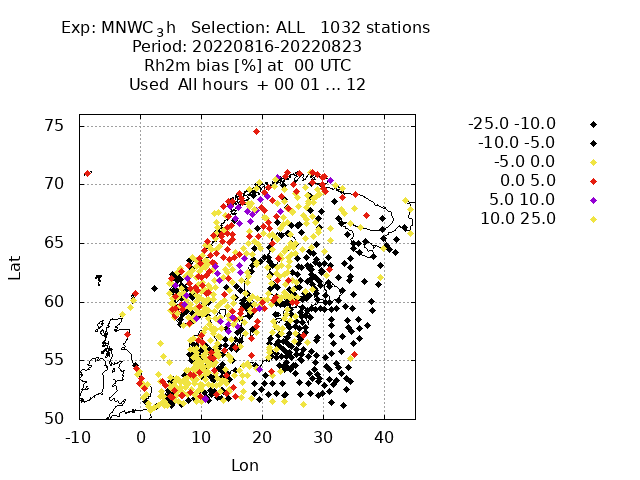 Exp: MNWC₃h Selection: ALL 1032 stations
Period: 20220816-20220823
Rh2m bias [%] at 00 UTC
Used All hours + 00 01 ... 12
-25.0 -10.0
-10.0 -5.0
-5.0 0.0
0.0 5.0
5.0 10.0
10.0 25.0
75
70
65
60
55
50
Lat
-10 0 10 20 30 40
Lon